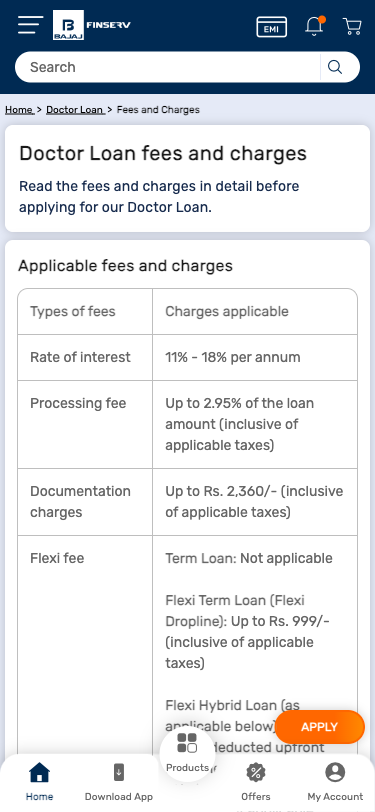 BAJAJ FINSERV
EMI
Search
Home > Doctor Loan > Fees and Charges
Doctor Loan fees and charges
Read the fees and charges in detail before
applying for our Doctor Loan.
Applicable fees and charges
Types of fees
Charges applicable
Rate of interest
11% - 18% per annum
Processing fee
Up to 2.95% of the loan
amount (inclusive of
applicable taxes)
Documentation
charges
Up to Rs. 2,360/- (inclusive
of applicable taxes)
Flexi fee
Term Loan: Not applicable
Flexi Term Loan (Flexi
Dropline): Up to Rs. 999/-
(inclusive of applicable
taxes)
Flexi Hybrid Loan (as
applicable below)
deducted upfront
APPLY
Home
Download App
Products
Offers
My Account